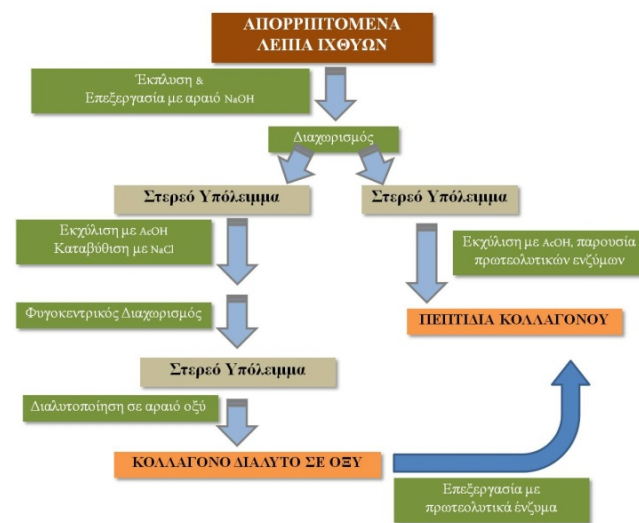 ΑΠΟΡΡΙΠΤΟΜΕΝΑ
ΛΕΠΙΑ ΙΧΘΥΩΝ
Έκπλυση &
Επεξεργασία με αραιό NaOH
Διαχωρισμός
Στερεό Υπόλειμμα
Στερεό Υπόλειμμα
Εκχύλιση με AcOH
Καταβύθιση με NaCl
Εκχύλιση με AcOH, παρουσία
πρωτεολυτικών ενζύμων
Φυγοκεντρικός Διαχωρισμός
ΠΕΠΤΙΔΙΑ ΚΟΛΛΑΓΟΝΟΥ
Στερεό Υπόλειμμα
Διαλυτοποίηση σε αραιό οξύ
ΚΟΛΛΑΓΟΝΟ ΔΙΑΛΥΤΟ ΣΕ ΟΞΥ
Επεξεργασία με
πρωτεολυτικά ένζυμα